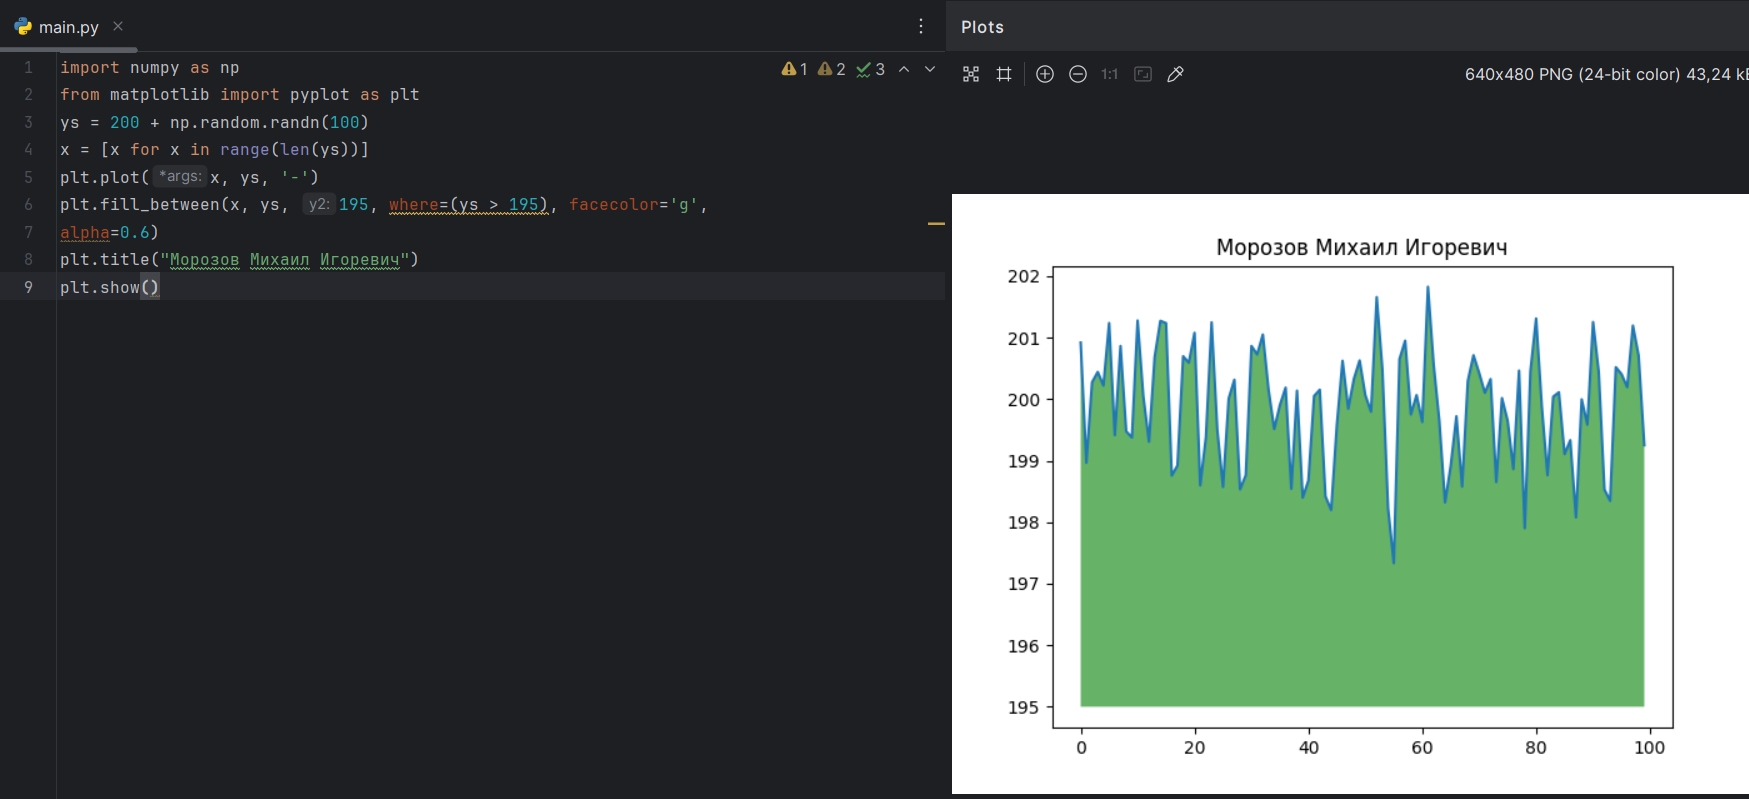 main.py
1 import numpy as np
2 from matplotlib import pyplot as plt
3 ys = 200 + np.random.randn(100)
4 x = [x for x in range(len(ys))]
5 plt.plot( *args: x, ys, '-')
6 plt.fill_between(x, ys, y2: 195, where=(ys > 195), facecolor='g',
7 alpha=0.6)
8 plt.title("Морозов Михаил Игоревич")
9 plt.show()
1 2 3
Plots
1:1
640x480 PNG (24-bit color) 43,24 kB
Морозов Михаил Игоревич
202
201
200
199
198
197
196
195
0 20 40 60 80 100